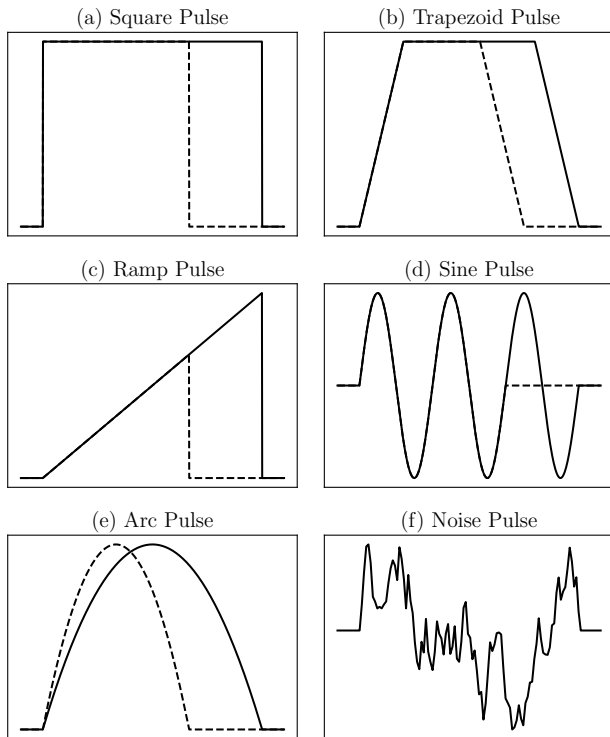 (a) Square Pulse
(b) Trapezoid Pulse
(c) Ramp Pulse
(d) Sine Pulse
(e) Arc Pulse
(f) Noise Pulse